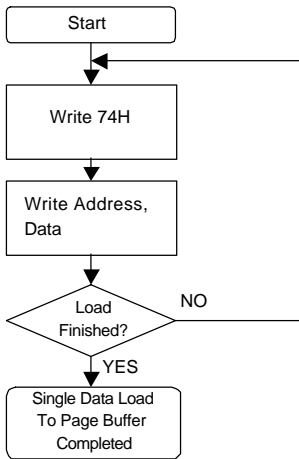 Start
Write 74H
Write Address,
Data
Load
Finished?
NO
YES
Single Data Load
To Page Buffer
Completed